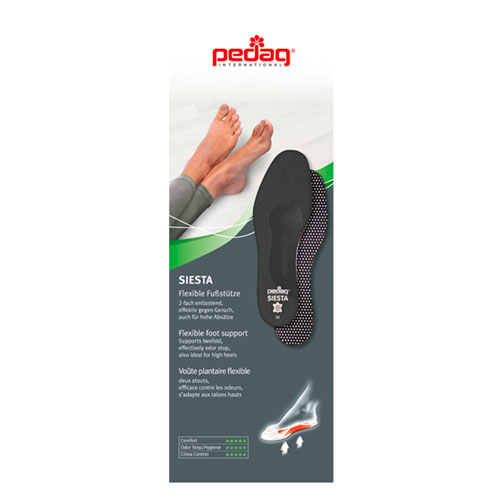 pedag®
INTERNATIONAL
pedag
SIESTA
36
SIESTA
Flexible Fußstütze
2-fach entlastend,
effektiv gegen Geruch,
auch für hohe Absätze
Flexible foot support
Supports twofold,
effectively odor stop,
also ideal for high heels
Voûte plantaire flexible
deux atouts,
efficace contre les odeurs,
s'adapte aux talons hauts
Comfort
Odor Stop/Hygiene
Clima Control